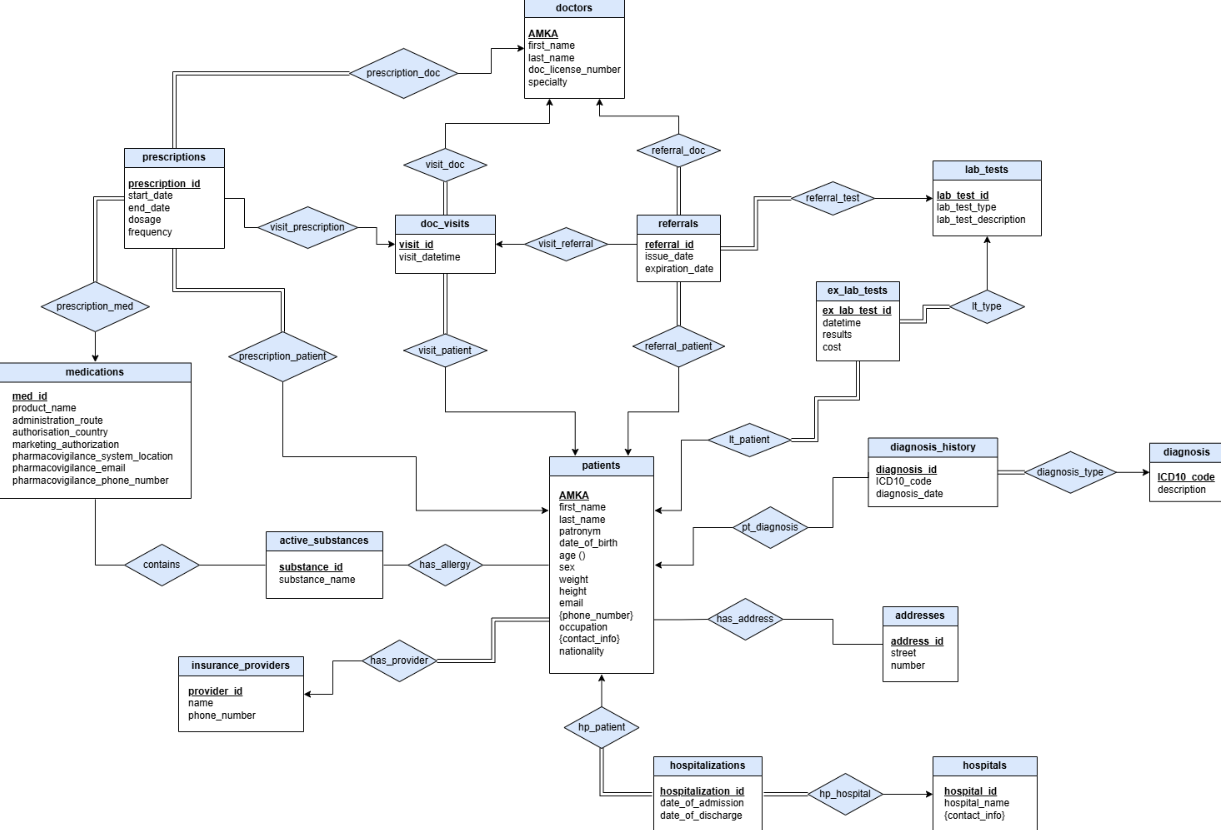 doctors
AMKA
first_name
last_name
doc_license_number
specialty
prescription_doc
prescriptions
prescription_id
start_date
end_date
dosage
frequency
visit_doc
referral_doc
lab_tests
lab_test_id
lab_test_type
lab_test_description
referral_test
visit_prescription
doc_visits
visit_id
visit_datetime
visit_referral
referrals
referral_id
issue_date
expiration_date
ex_lab_tests
ex_lab_test_id
datetime
results
cost
lt_type
prescription_med
prescription_patient
visit_patient
referral_patient
medications
med_id
product_name
administration_route
authorisation_country
marketing_authorization
pharmacovigilance_system_location
pharmacovigilance_email
pharmacovigilance_phone_number
lt_patient
diagnosis_history
diagnosis_id
ICD10_code
diagnosis_date
diagnosis_type
diagnosis
ICD10_code
description
patients
AMKA
first_name
last_name
patronym
date_of_birth
age ()
sex
weight
height
email
{phone_number}
occupation
{contact_info}
nationality
pt_diagnosis
active_substances
substance_id
substance_name
contains
has_allergy
has_address
addresses
address_id
street
number
insurance_providers
provider_id
name
phone_number
has_provider
hp_patient
hospitalizations
hospitalization_id
date_of_admission
date_of_discharge
hp_hospital
hospitals
hospital_id
hospital_name
{contact_info}